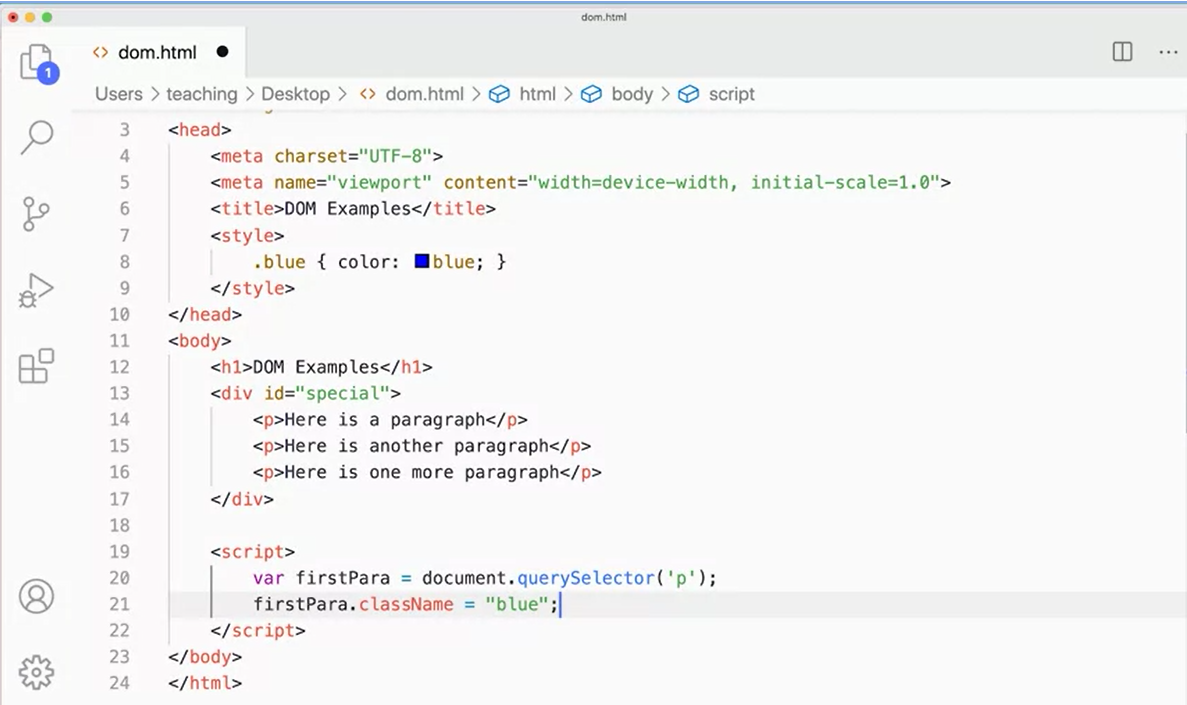 dom.html
1
dom.html
Users > teaching > Desktop > <> dom.html > html > body > script
3 <head>
4 <meta charset="UTF-8">
5 <meta name="viewport" content="width=device-width, initial-scale=1.0">
6 <title>DOM Examples</title>
7 <style>
8 .blue { color: blue; }
9 </style>
10 </head>
11 <body>
12 <h1>DOM Examples</h1>
13 <div id="special">
14 <p>Here is a paragraph</p>
15 <p>Here is another paragraph</p>
16 <p>Here is one more paragraph</p>
17 </div>
18
19 <script>
20 var firstPara = document.querySelector('p');
21 firstPara.className = "blue";
22 </script>
23 </body>
24 </html>